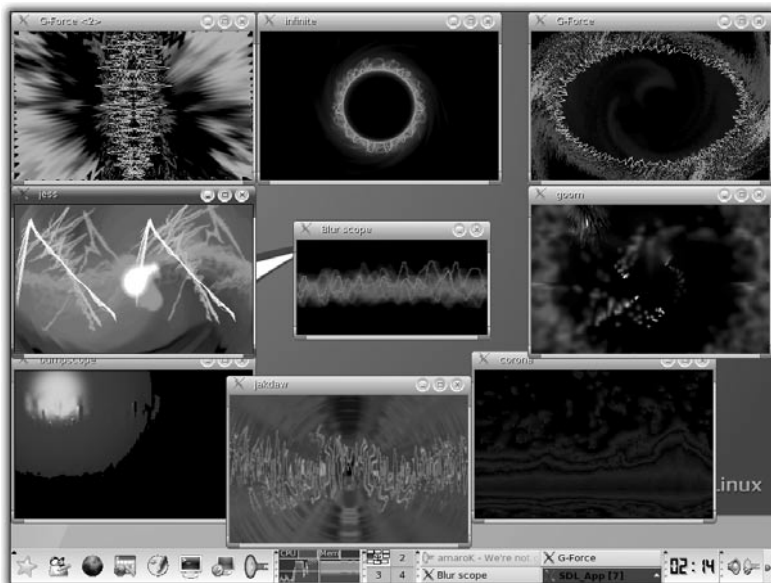 G-Force <2>
infinite
G-Force
jess
Blur scope
goom
bumpscope
jakdaw
corona
Linux
CPU
Mem
2
3 4
amaroK - We're not
G-Force
Blur scope
SDL_App [7]
02:14